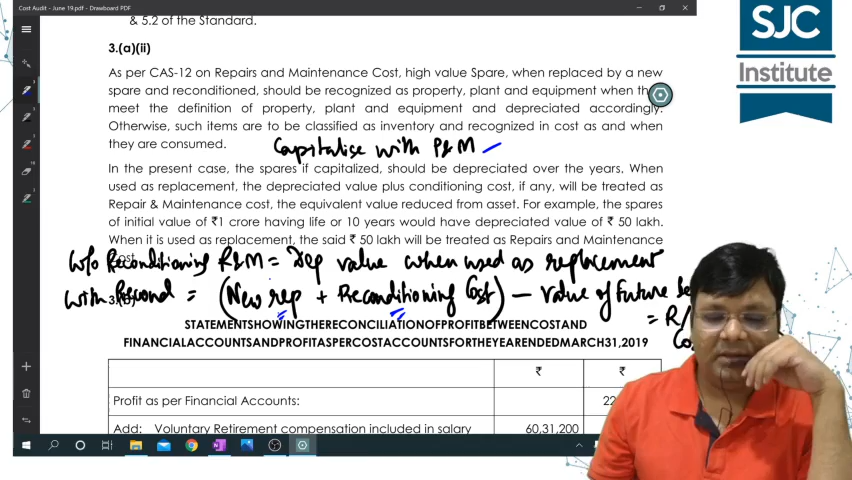 Cost Audit - June 19.pdf - Drawboard PDF
& 5.2 of the Standard.
3.(a)(ii)
As per CAS-12 on Repairs and Maintenance Cost, high value Spare, when replaced by a new
spare and reconditioned, should be recognized as property, plant and equipment when th
meet the definition of property, plant and equipment and depreciated accordingly.
Otherwise, such items are to be classified as inventory and recognized in cost as and when
they are consumed.
Capitalise with P&M
In the present case, the spares if capitalized, should be depreciated over the years. When
used as replacement, the depreciated value plus conditioning cost, if any, will be treated as
Repair & Maintenance cost, the equivalent value reduced from asset. For example, the spares
of initial value of ₹1 crore having life or 10 years would have depreciated value of ₹ 50 lakh.
When it is used as replacement, the said ₹ 50 lakh will be treated as Repairs and Maintenance
Cost
w/o Reconditioning R&M = Dep value when used as replacement
with Recond = (New rep + Reconditioning Cost) - Value of Future Be
= R/
Co
3.(b)
STATEMENTSHOWINGTHERECONCILIATIONOFPROFITBETWEENCOSTAND
FINANCIALACCOUNTSANDPROFITASPERCOSTACCOUNTSFORTHEYEARENDEDMARCH31,2019
₹ ₹
Profit as per Financial Accounts: 22
Add: Voluntary Retirement compensation included in salary 60,31,200
SJC
Institute